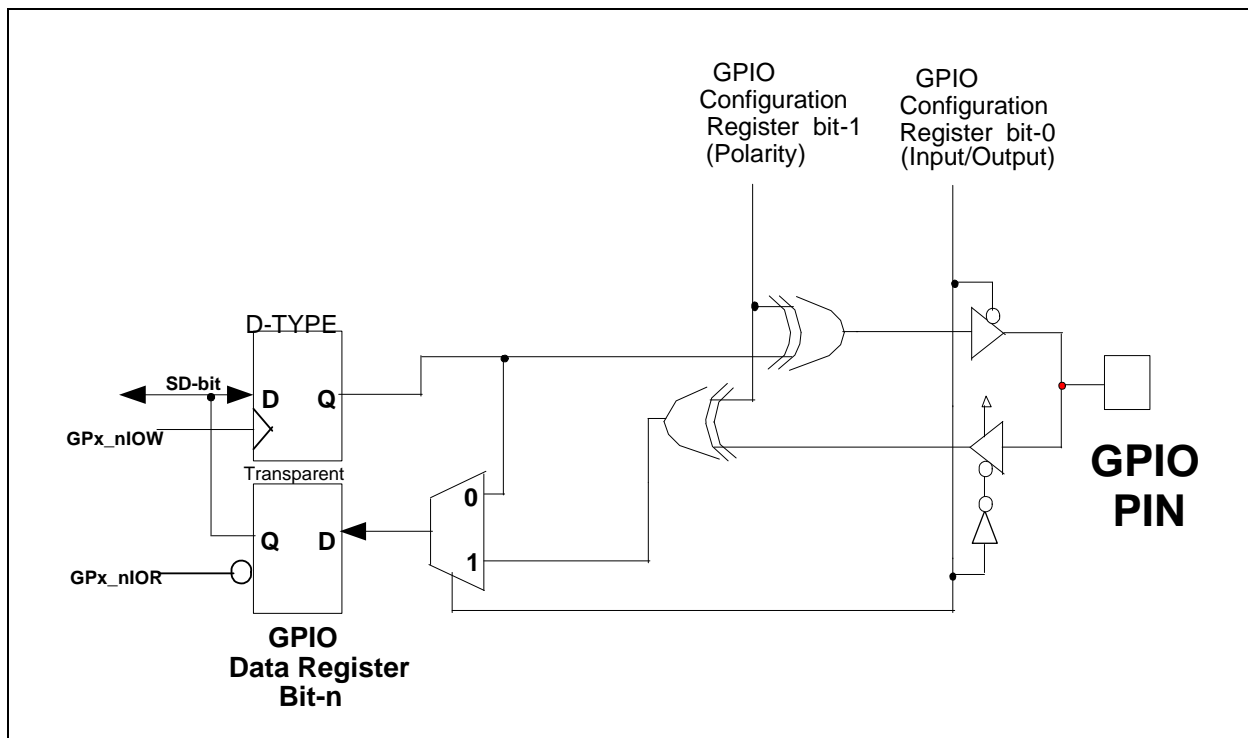 GPIO
Configuration
Register bit-1
(Polarity)
GPIO
Configuration
Register bit-0
(Input/Output)
D-TYPE
SD-bit
D Q
GPx_nIOW
Transparent
0
Q D
1
GPx_nIOR
GPIO
PIN
GPIO
Data Register
Bit-n